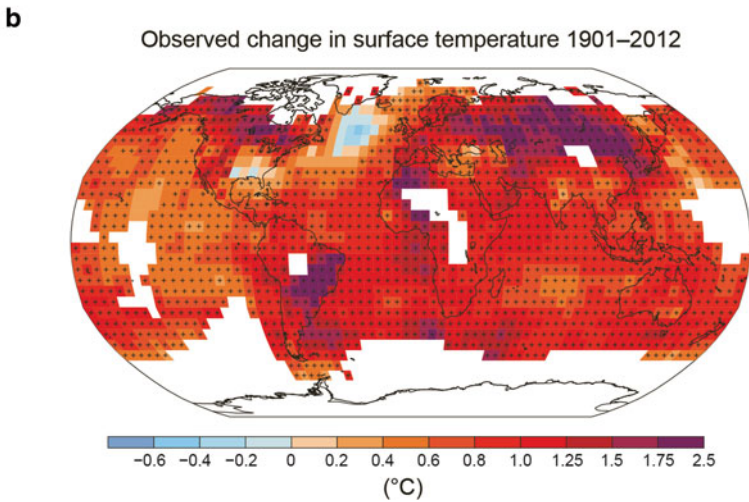 b
Observed change in surface temperature 1901–2012
−0.6 −0.4 −0.2 0 0.2 0.4 0.6 0.8 1.0 1.25 1.5 1.75 2.5
(°C)